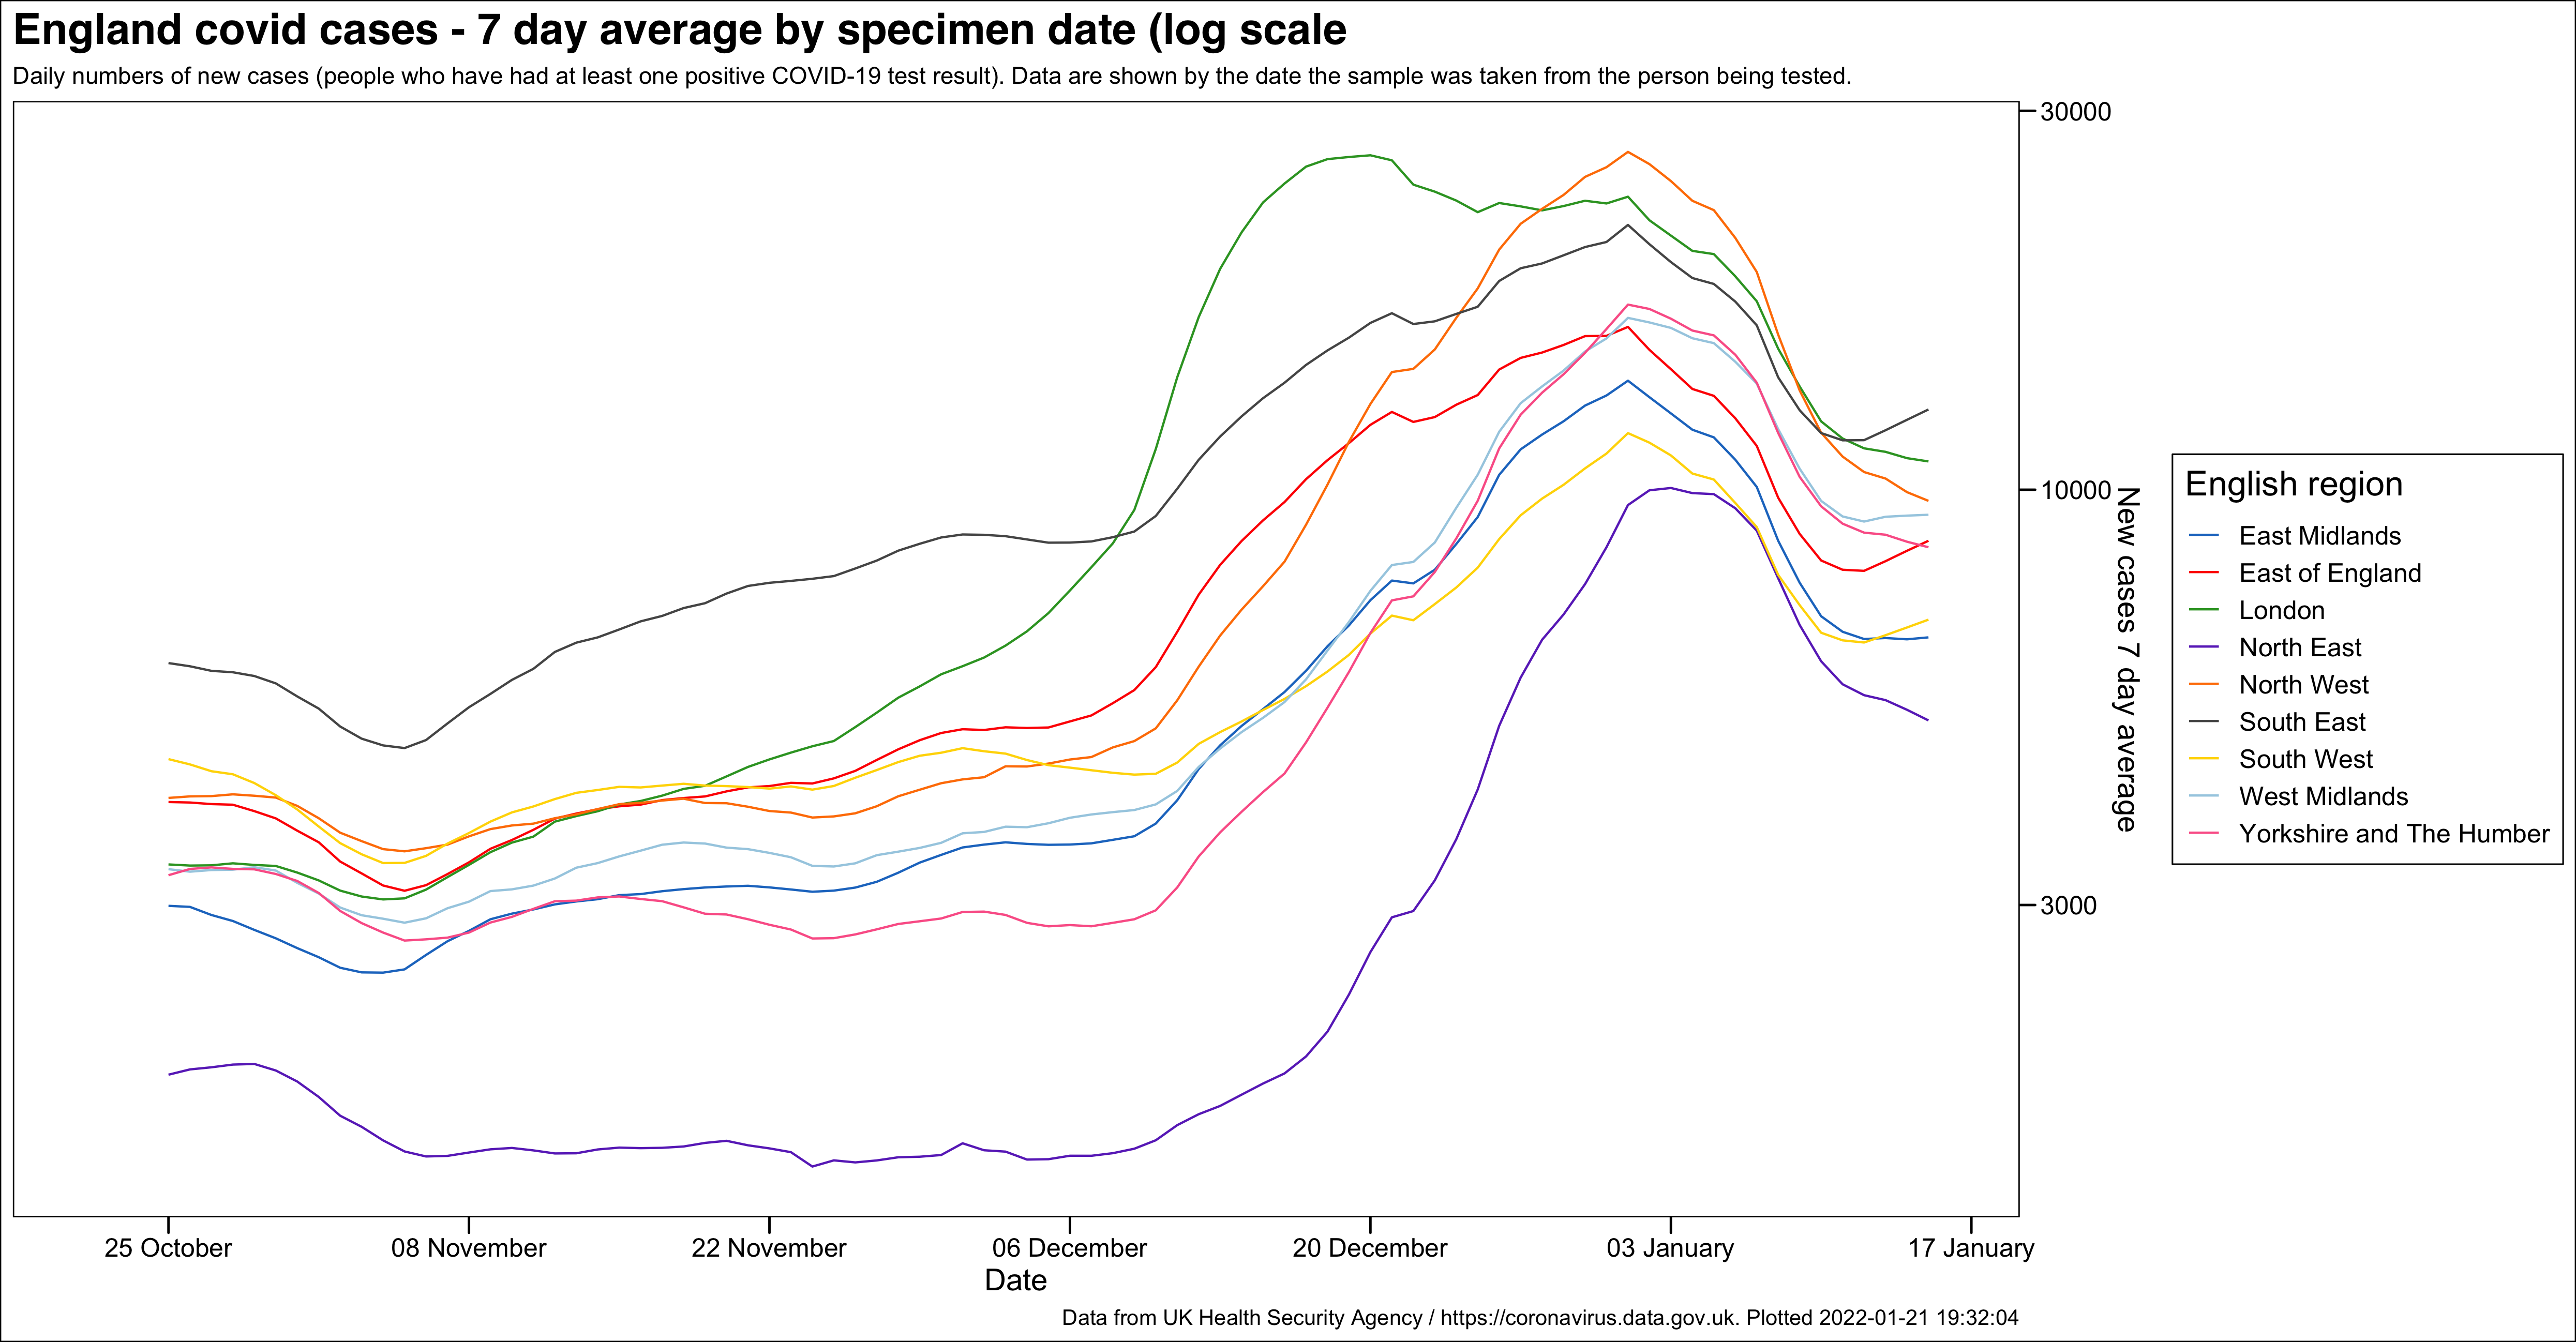 England covid cases - 7 day average by specimen date (log scale
Daily numbers of new cases (people who have had at least one positive COVID-19 test result). Data are shown by the date the sample was taken from the person being tested.
30000
10000
3000
New cases 7 day average
English region
East Midlands
East of England
London
North East
North West
South East
South West
West Midlands
Yorkshire and The Humber
25 October
08 November
22 November
06 December
20 December
03 January
17 January
Date
Data from UK Health Security Agency / https://coronavirus.data.gov.uk. Plotted 2022-01-21 19:32:04